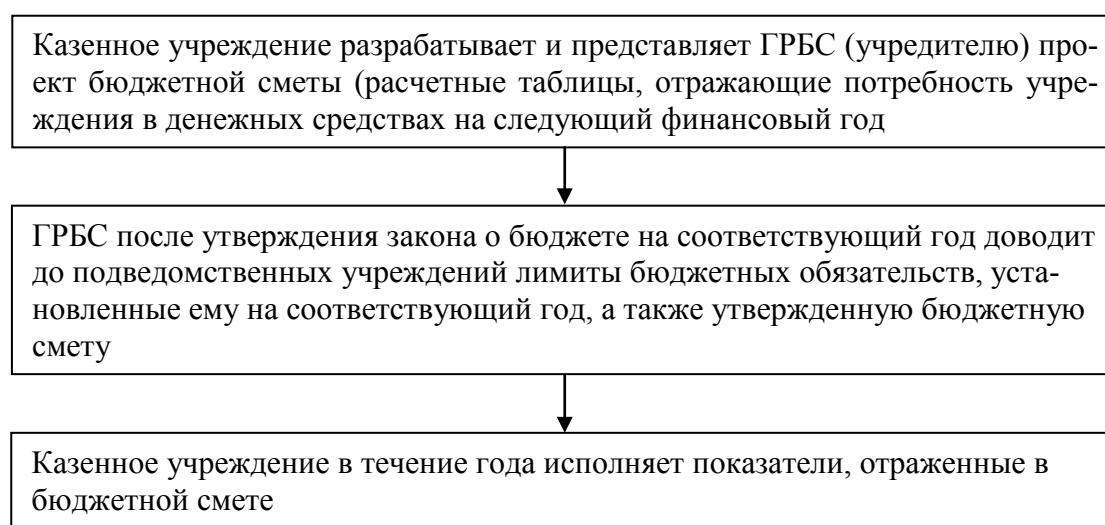 Казенное учреждение разрабатывает и представляет ГРБС (учредителю) про-
ект бюджетной сметы (расчетные таблицы, отражающие потребность учре-
ждения в денежных средствах на следующий финансовый год
ГРБС после утверждения закона о бюджете на соответствующий год доводит
до подведомственных учреждений лимиты бюджетных обязательств, уста-
новленные ему на соответствующий год, а также утвержденную бюджетную
смету
Казенное учреждение в течение года исполняет показатели, отраженные в
бюджетной смете